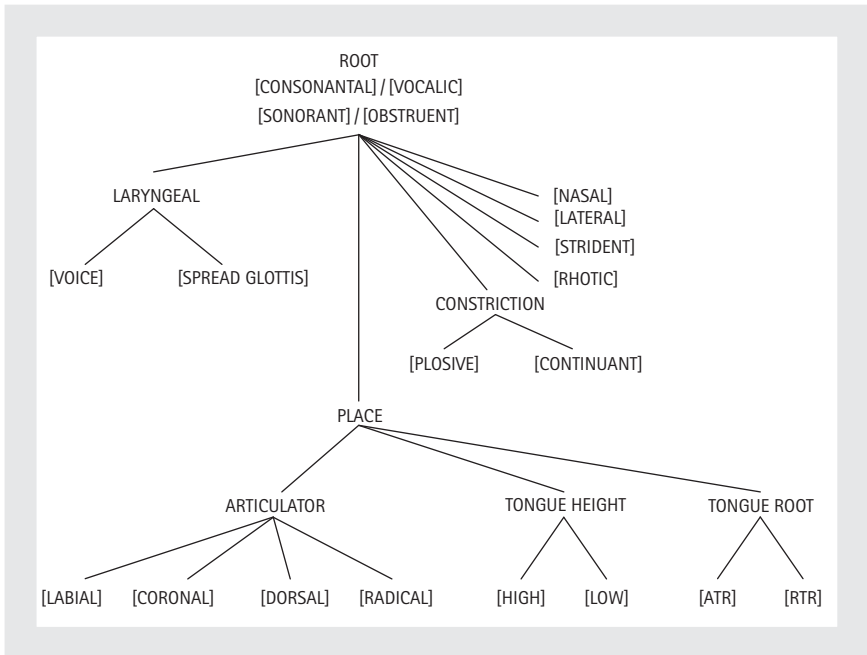 ROOT
[CONSONANTAL] / [VOCALIC]
[SONORANT] / [OBSTRUENT]
LARYNGEAL
[NASAL]
[LATERAL]
[STRIDENT]
[VOICE] [SPREAD GLOTTIS] [RHOTIC]
CONSTRICTION
[PLOSIVE] [CONTINUANT]
PLACE
ARTICULATOR TONGUE HEIGHT TONGUE ROOT
[LABIAL] [CORONAL] [DORSAL] [RADICAL] [HIGH] [LOW] [ATR] [RTR]